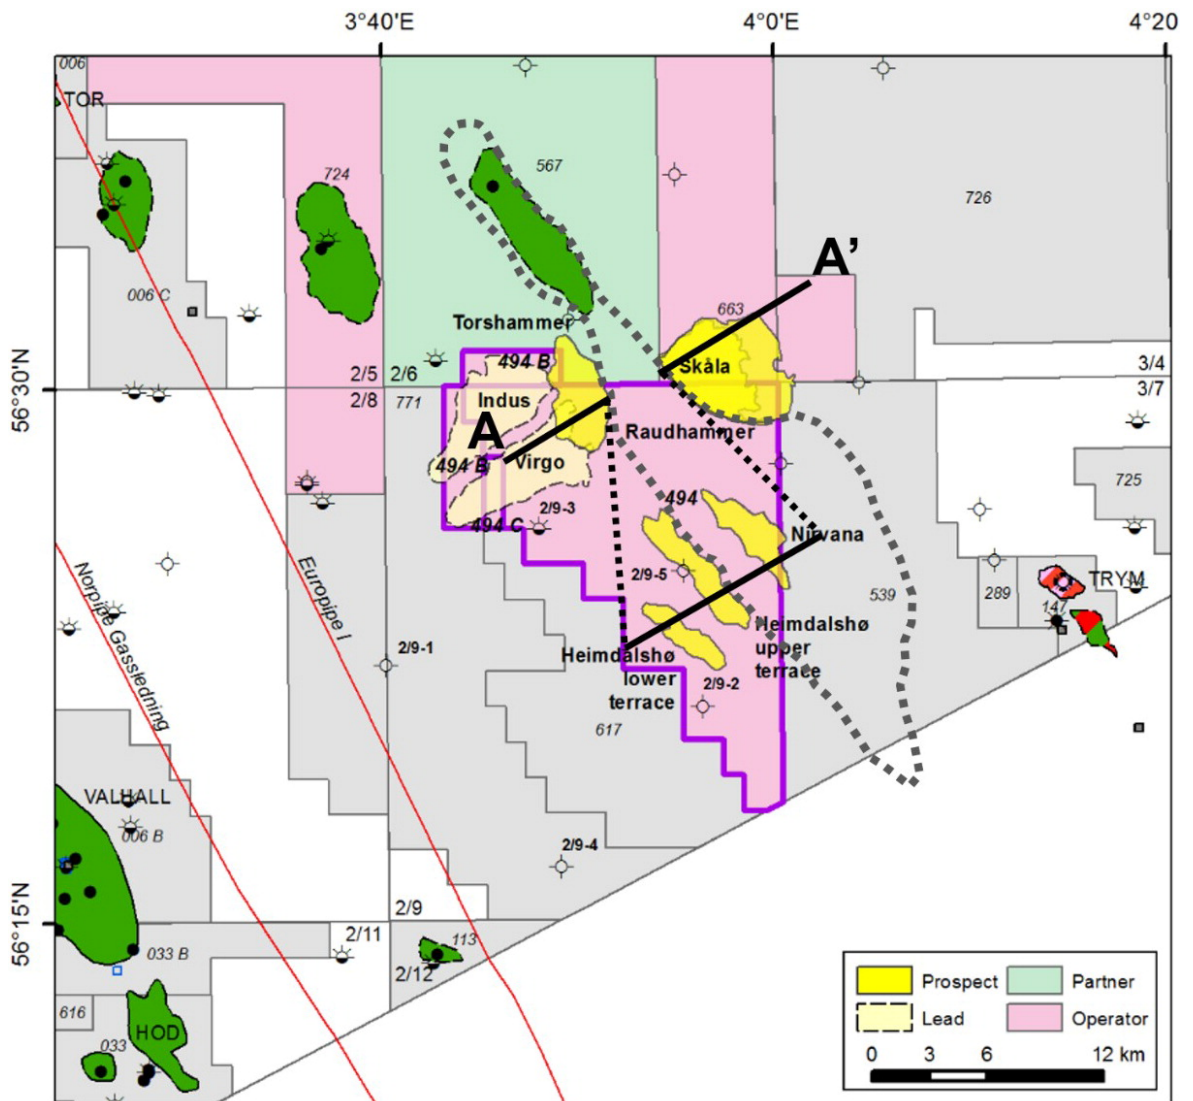 3°40'E
4°0'E
4°20
006
TOR
567
724
726
A'
006 C
663
Torshammer
56°30'N
494 B
Skåla
2/5
2/6
3/4
3/7
2/8
771
Indus
A
Raudhammer
494 B
Virgo
725
494
494 C
2/9-3
Nirvana
Europipe I
Norpipe Gassledning
2/9-5
TRYM
289
539
147
Heimdalshø
upper
terrace
2/9-1
Heimdalshø
lower
terrace
2/9-2
617
VALHALL
006 B
2/9-4
56°15'N
2/9
2/11
113
033 B
2/12
616
HOD
033
Prospect
Partner
Lead
Operator
0 3 6 12 km